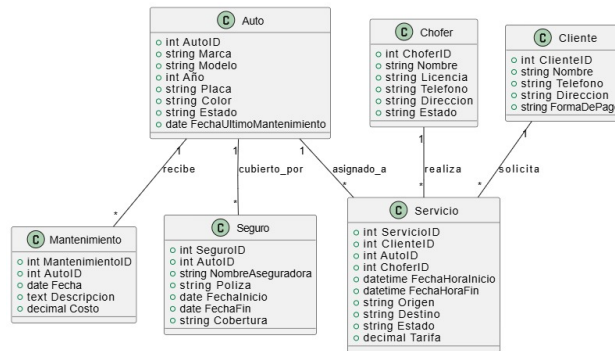 C Auto
int AutoID
string Marca
string Modelo
int Año
string Placa
string Color
string Estado
date FechaUltimoMantenimiento
C Chofer
int ChoferID
string Nombre
string Licencia
string Telefono
string Direccion
string Estado
C Cliente
int ClienteID
string Nombre
string Telefono
string Direccion
string FormaDePago
1
1
1
1
1
recibe
cubierto_por
asignado_a
realiza
solicita
*
*
*
*
*
C Mantenimiento
int MantenimientoID
int AutoID
date Fecha
text Descripcion
decimal Costo
C Seguro
int SeguroID
int AutoID
string NombreAseguradora
string Poliza
date FechaInicio
date FechaFin
string Cobertura
C Servicio
int ServicioID
int ClienteID
int AutoID
int ChoferID
datetime FechaHoraInicio
datetime FechaHoraFin
string Origen
string Destino
string Estado
decimal Tarifa